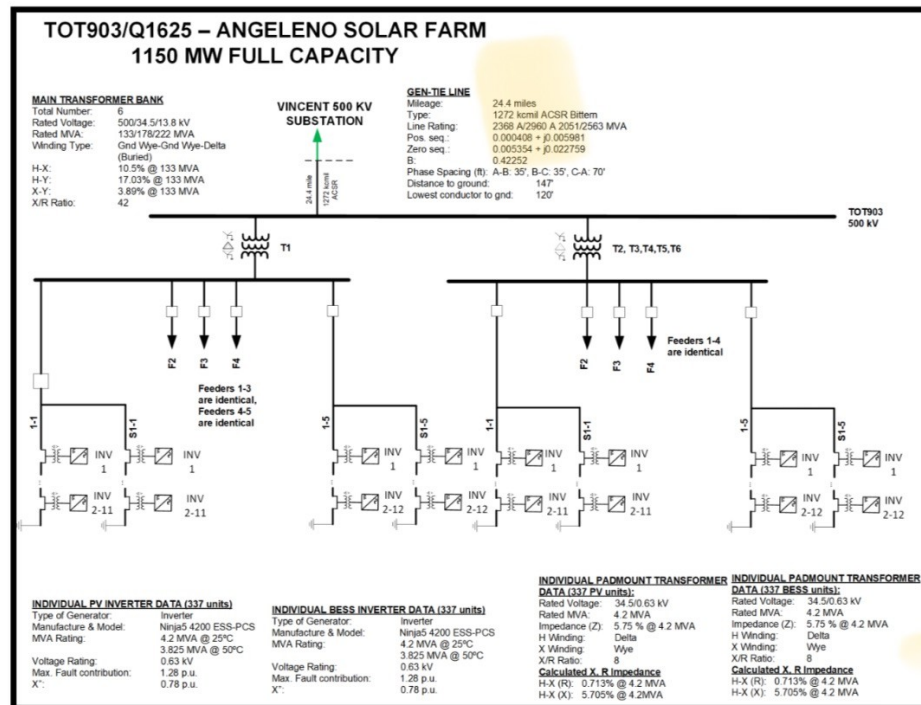 TOT903/Q1625 – ANGELENO SOLAR FARM
1150 MW FULL CAPACITY
MAIN TRANSFORMER BANK
Total Number: 6
Rated Voltage: 500/34.5/13.8 kV
Rated MVA: 133/178/222 MVA
Winding Type: Gnd Wye-Gnd Wye-Delta
(Buried)
H-X: 10.5% @ 133 MVA
H-Y: 17.03% @ 133 MVA
X-Y: 3.89% @ 133 MVA
X/R Ratio: 42
VINCENT 500 KV
SUBSTATION
24.4 mile
1272 kcmil
ACSR
GEN-TIE LINE
Mileage: 24.4 miles
Type: 1272 kcmil ACSR Bittern
Line Rating: 2368 A/2960 A 2051/2563 MVA
Pos. seq.: 0.000408 + j0.005981
Zero seq.: 0.005354 + j0.022759
B: 0.42252
Phase Spacing (ft): A-B: 35', B-C: 35', C-A: 70'
Distance to ground: 147'
Lowest conductor to gnd: 120'
TOT903
500 kV
T1
T2, T3,T4,T5,T6
F2
F3
F4
Feeders 1-3
are identical,
Feeders 4-5
are identical
F2
F3
F4
Feeders 1-4
are identical
1-1
S1-1
1-5
S1-5
1-1
S1-1
1-5
S1-5
INV
1
INV
1
INV
1
INV
1
INV
1
INV
1
INV
1
INV
1
INV
2-11
INV
2-11
INV
2-12
INV
2-12
INV
2-11
INV
2-11
INV
2-12
INV
2-12
INDIVIDUAL PV INVERTER DATA (337 units)
Type of Generator: Inverter
Manufacture & Model: Ninja5 4200 ESS-PCS
MVA Rating: 4.2 MVA @ 25ºC
3.825 MVA @ 50ºC
Voltage Rating: 0.63 kV
Max. Fault contribution: 1.28 p.u.
X": 0.78 p.u.
INDIVIDUAL BESS INVERTER DATA (337 units)
Type of Generator: Inverter
Manufacture & Model: Ninja5 4200 ESS-PCS
MVA Rating: 4.2 MVA @ 25ºC
3.825 MVA @ 50ºC
Voltage Rating: 0.63 kV
Max. Fault contribution: 1.28 p.u.
X": 0.78 p.u.
INDIVIDUAL PADMOUNT TRANSFORMER
DATA (337 PV units):
Rated Voltage: 34.5/0.63 kV
Rated MVA: 4.2 MVA
Impedance (Z): 5.75 % @ 4.2 MVA
H Winding: Delta
X Winding: Wye
X/R Ratio: 8
Calculated X, R Impedance
H-X (R): 0.713% @ 4.2 MVA
H-X (X): 5.705% @ 4.2MVA
INDIVIDUAL PADMOUNT TRANSFORMER
DATA (337 BESS units):
Rated Voltage: 34.5/0.63 kV
Rated MVA: 4.2 MVA
Impedance (Z): 5.75 % @ 4.2 MVA
H Winding: Delta
X Winding: Wye
X/R Ratio: 8
Calculated X, R Impedance
H-X (R): 0.713% @ 4.2 MVA
H-X (X): 5.705% @ 4.2 MVA